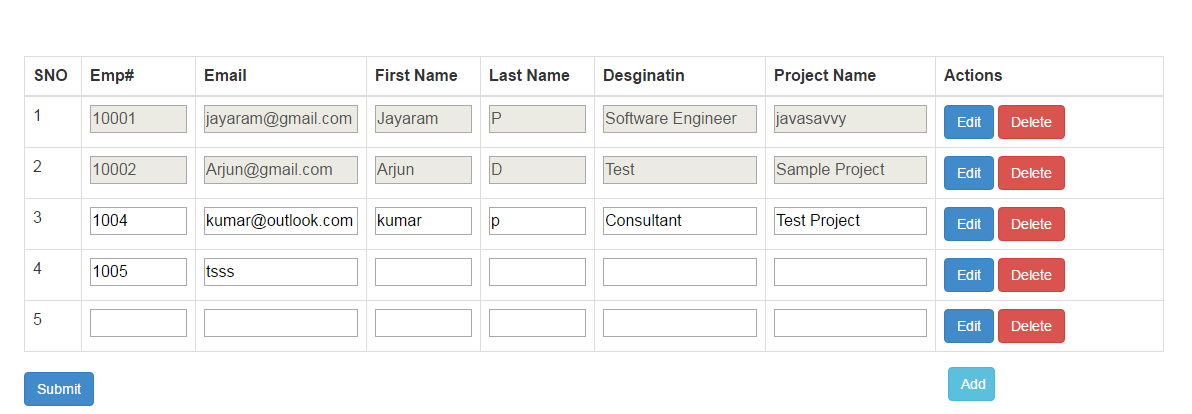 SNO Emp# Email First Name Last Name Desginatin Project Name Actions
1 10001 jayaram@gmail.com Jayaram P Software Engineer javasavvy Edit Delete
2 10002 Arjun@gmail.com Arjun D Test Sample Project Edit Delete
3 1004 kumar@outlook.com kumar p Consultant Test Project Edit Delete
4 1005 tsss Edit Delete
5 Edit Delete
Submit Add